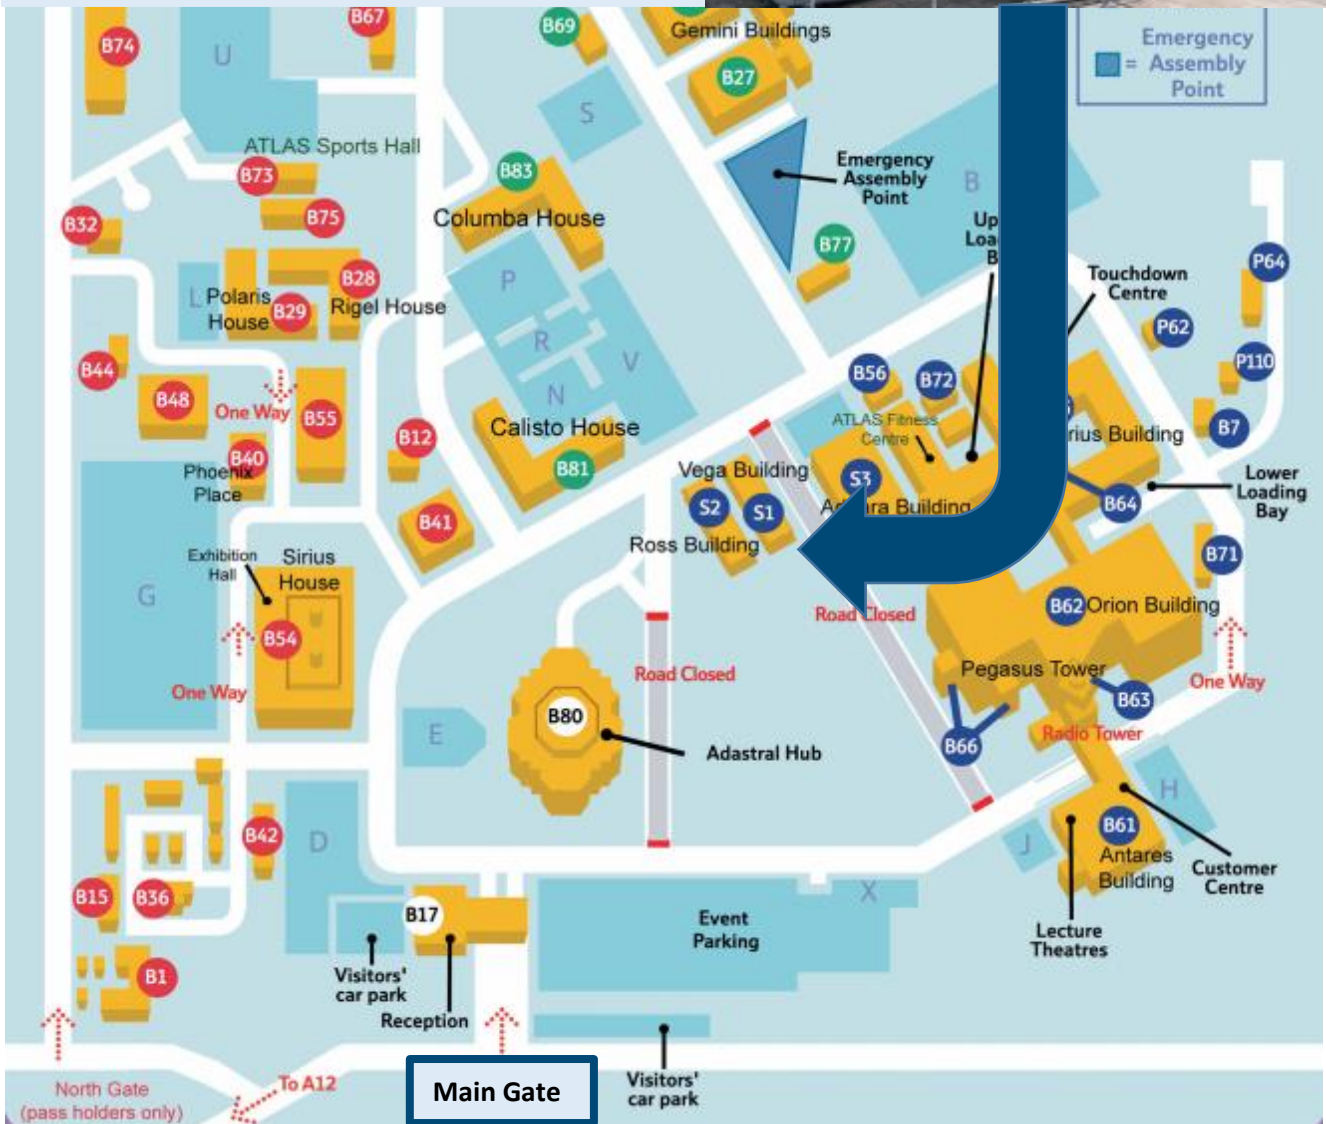 B67
B74
U
B69
Gemini Buildings
B27
S
Emergency
= Assembly
Point
ATLAS Sports Hall
B73
B75
B32
B83
Columba House
Emergency
Assembly
Point
B
B77
L
Polaris
House
B29
B28
Rigel House
P
R
V
N
Touchdown
Centre
P64
P62
P110
B7
B44
B48
One Way
B55
B40
Phoenix
Place
B12
B41
Calisto House
B81
B56
B72
ATLAS Fitness
Centre
Vega Building
S3
S2
S1
Ross Building
Building
Building
B64
Lower
Loading
Bay
B71
G
Exhibition
Hall
Sirius
House
B54
One Way
B62
Orion Building
Road Closed
Pegasus Tower
B63
One Way
B66
Radio Tower
Road Closed
B80
Adastral Hub
E
H
J
B61
Antares
Building
Customer
Centre
Lecture
Theatres
B42
D
B15
B36
B1
B17
X
Event
Parking
Visitors'
car park
Reception
Main Gate
Visitors'
car park
To A12
North Gate
(pass holders only)